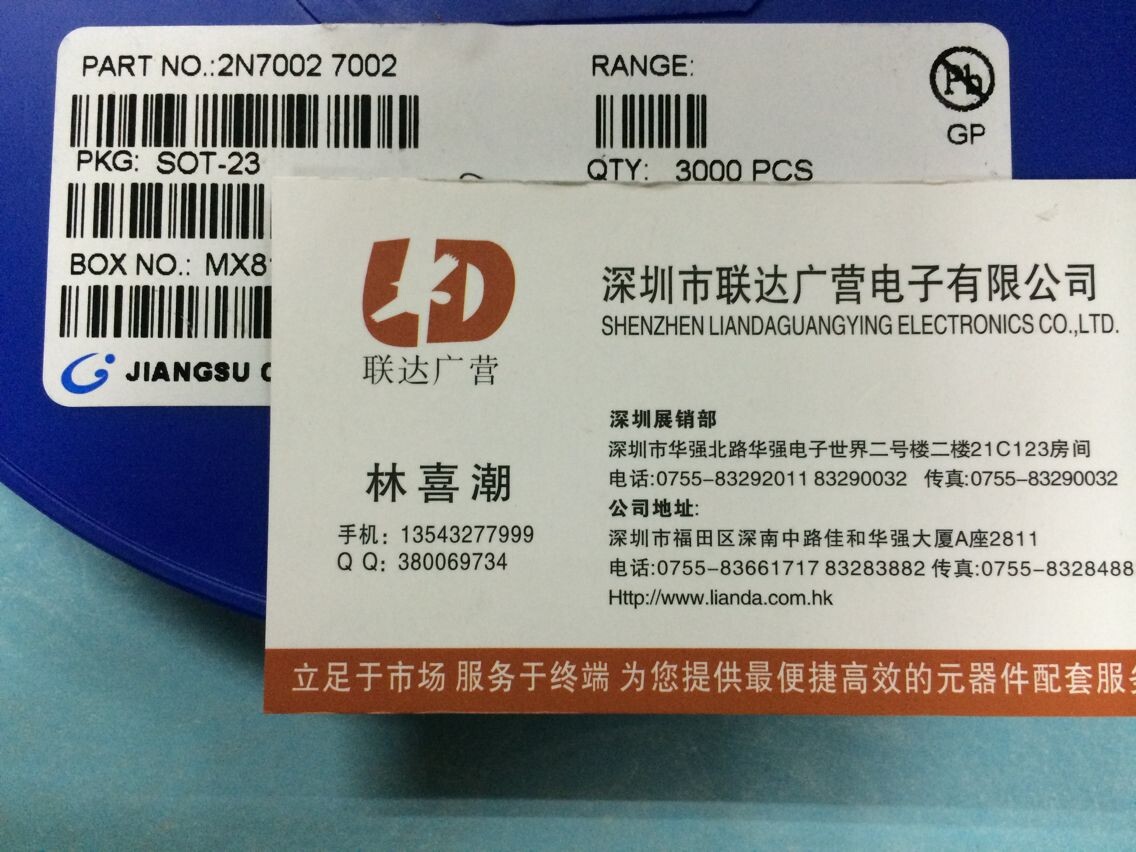 PART NO.:2N7002 7002
RANGE:
Pb
GP
PKG: SOT-23
QTY: 3000 PCS
BOX NO.: MX81
JIANGSU
LD
联达广营
深圳市联达广营电子有限公司
SHENZHEN LIANDAGUANGYING ELECTRONICS CO.,LTD.
林喜潮
手机：13543277999
Q Q：380069734
深圳展销部
深圳市华强北路华强电子世界二号楼二楼21C123房间
电话:0755-83292011 83290032 传真:0755-83290032
公司地址:
深圳市福田区深南中路佳和华强大厦A座2811
电话:0755-83661717 83283882 传真:0755-8328488
Http://www.lianda.com.hk
立足于市场 服务于终端 为您提供最便捷高效的元器件配套服务